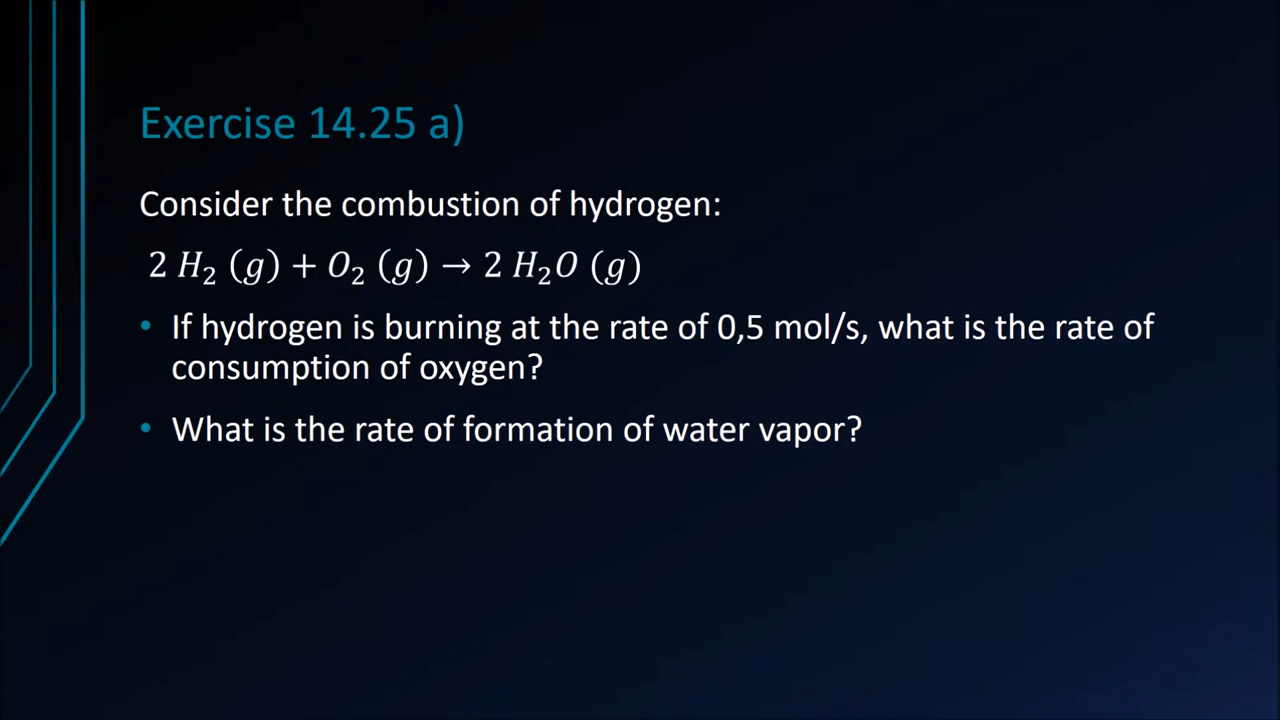 Exercise 14.25 a)
Consider the combustion of hydrogen:
2 H₂ (g) + O₂ (g) → 2 H₂O (g)
• If hydrogen is burning at the rate of 0,5 mol/s, what is the rate of
consumption of oxygen?
• What is the rate of formation of water vapor?